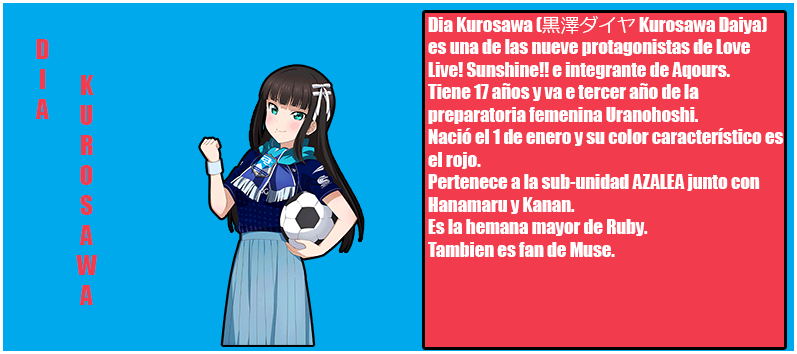 DIA
KUROSAWA
Dia Kurosawa (黒澤ダイヤ Kurosawa Daiya)
es una de las nueve protagonistas de Love
Live! Sunshine!! e integrante de Aqours.
Tiene 17 años y va e tercer año de la
preparatoria femenina Uranohoshi.
Nació el 1 de enero y su color característico es
el rojo.
Pertenece a la sub-unidad AZALEA junto con
Hanamaru y Kanan.
Es la hemana mayor de Ruby.
Tambien es fan de Muse.